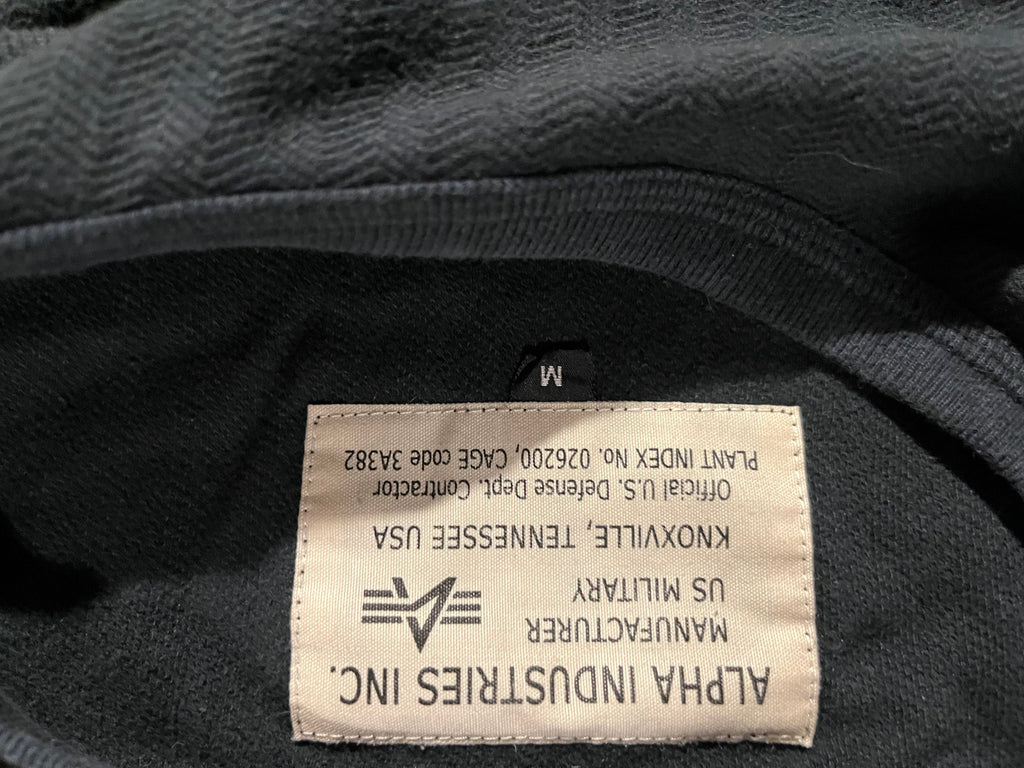 ALPHA INDUSTRIES INC.
MANUFACTURER
US MILITARY
KNOXVILLE, TENNESSEE USA
Official U.S. Defense Dept. Contractor
PLANT INDEX No. 026200, CAGE code 3A382
M